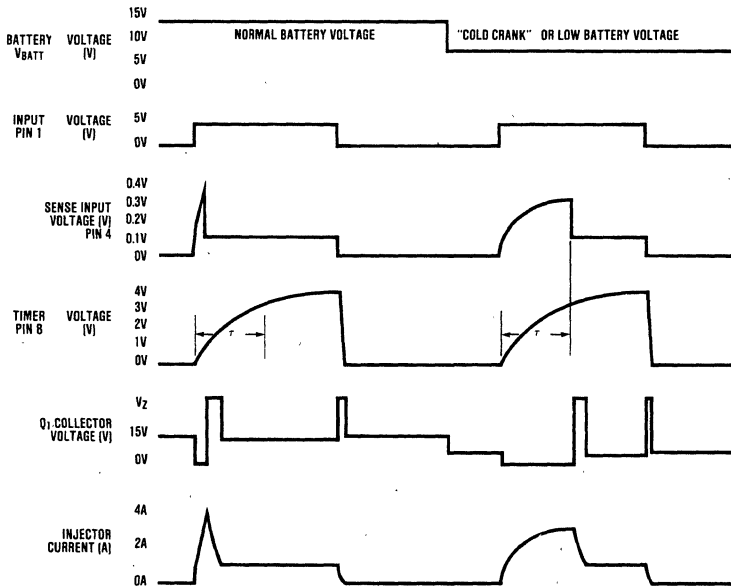 15V
BATTERY VOLTAGE 10V NORMAL BATTERY VOLTAGE "COLD CRANK" OR LOW BATTERY VOLTAGE
VBATT (V) 5V
0V
INPUT VOLTAGE 5V
PIN 1 (V) 0V
0.4V
SENSE INPUT 0.3V
VOLTAGE (V) 0.2V
PIN 4 0.1V
0V
4V
TIMER VOLTAGE 3V
PIN 8 (V) 2V
τ τ
1V
0V
VZ
Q1 COLLECTOR 15V
VOLTAGE (V)
0V
4A
INJECTOR 2A
CURRENT (A)
0A